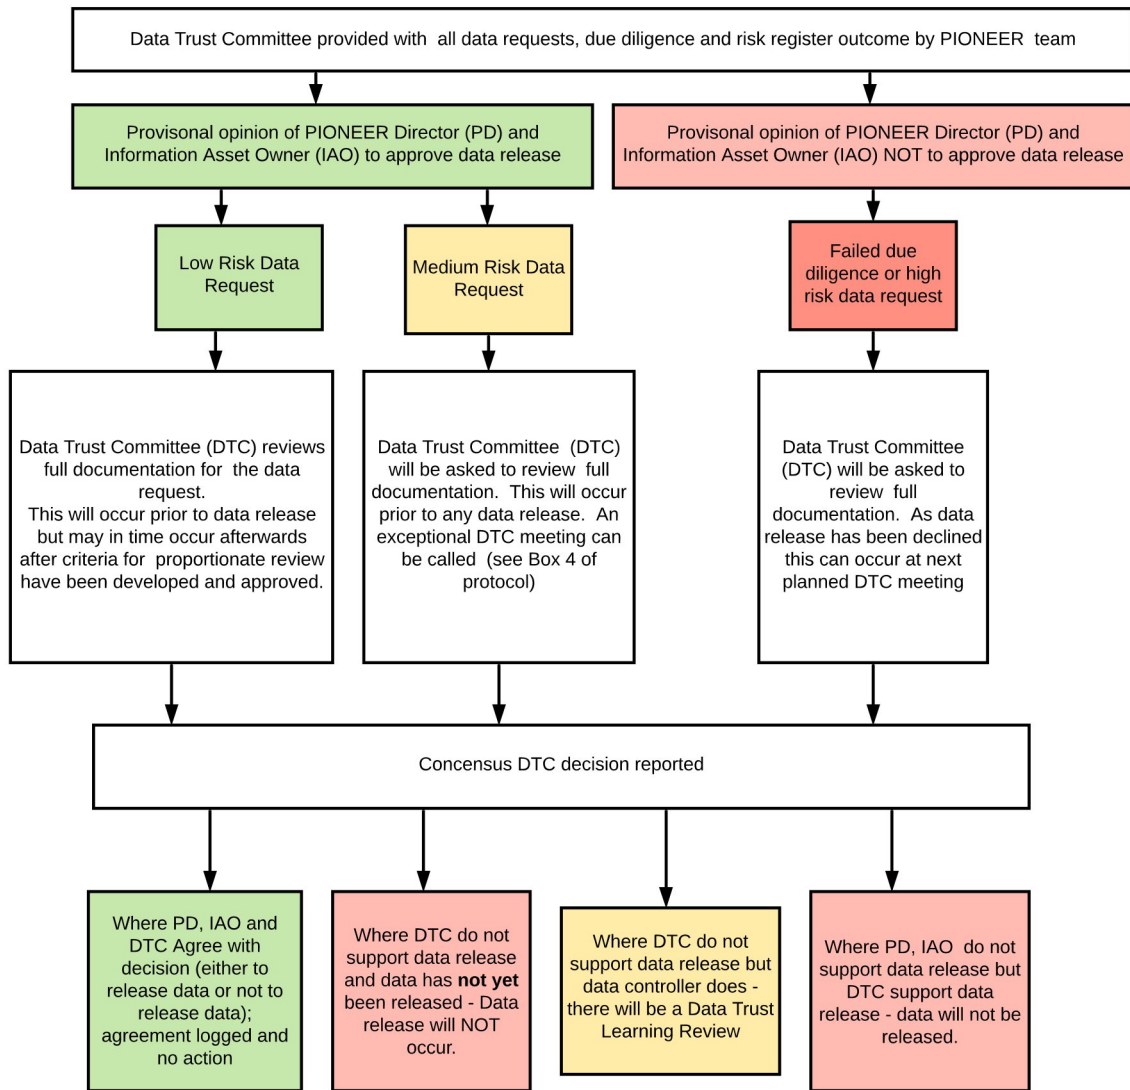 Data Trust Committee provided with all data requests, due diligence and risk register outcome by PIONEER team
Provisonal opinion of PIONEER Director (PD) and
Information Asset Owner (IAO) to approve data release
Provisonal opinion of PIONEER Director (PD) and
Information Asset Owner (IAO) NOT to approve data release
Low Risk Data
Request
Medium Risk Data
Request
Failed due
diligence or high
risk data request
Data Trust Committee (DTC) reviews
full documentation for the data
request.
This will occur prior to data release
but may in time occur afterwards
after criteria for proportionate review
have been developed and approved.
Data Trust Committee (DTC)
will be asked to review full
documentation. This will occur
prior to any data release. An
exceptional DTC meeting can
be called (see Box 4 of
protocol)
Data Trust Committee
(DTC) will be asked to
review full
documentation. As data
release has been declined
this can occur at next
planned DTC meeting
Concensus DTC decision reported
Where PD, IAO and
DTC Agree with
decision (either to
release data or not to
release data);
agreement logged and
no action
Where DTC do not
support data release
and data has not yet
been released - Data
release will NOT
occur.
Where DTC do not
support data release but
data controller does -
there will be a Data Trust
Learning Review
Where PD, IAO do not
support data release but
DTC support data
release - data will not be
released.